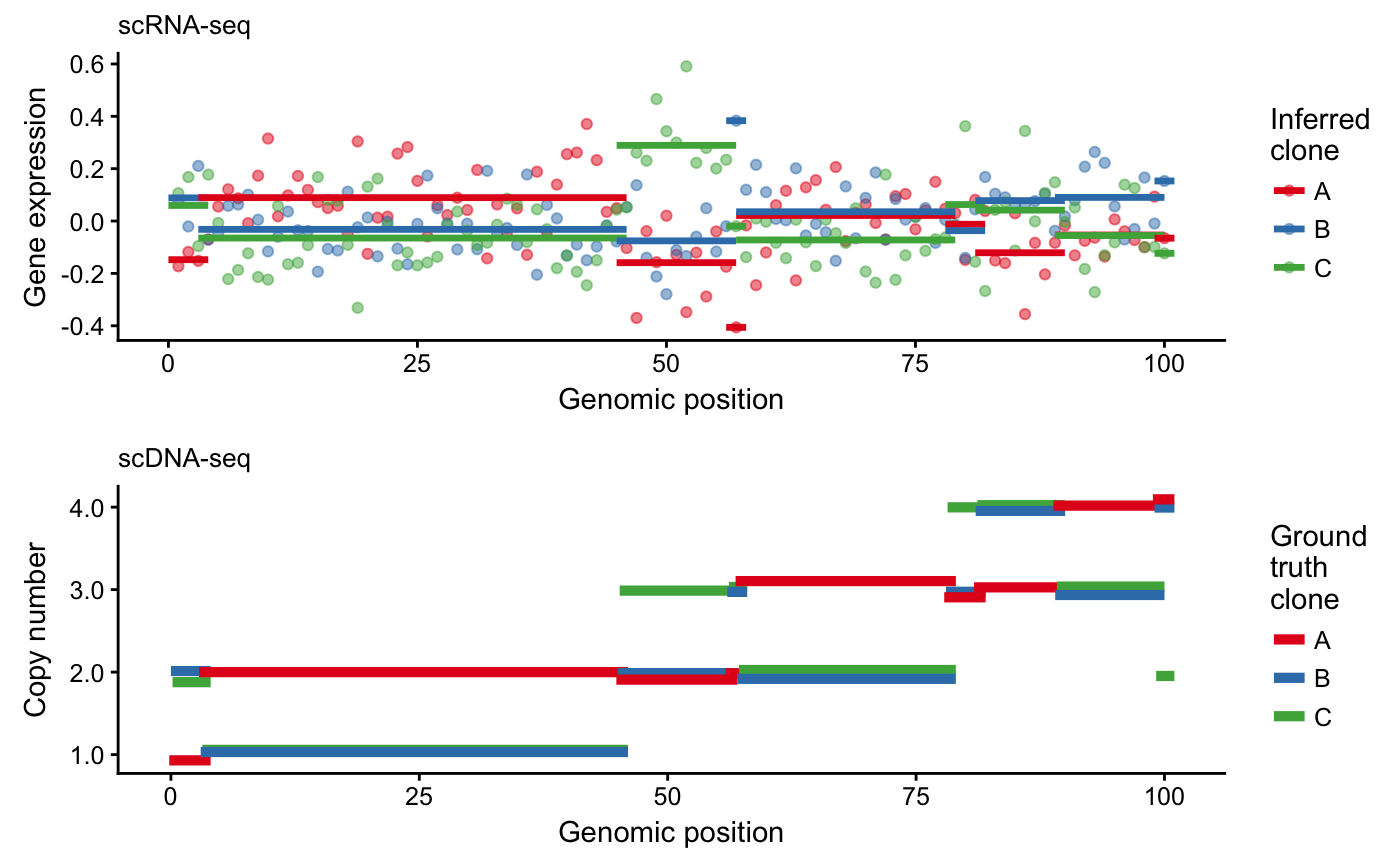 scRNA-seq
Gene expression
0.6
0.4
0.2
0.0
-0.2
-0.4
0
25
50
75
100
Genomic position
Inferred
clone
A
B
C
scDNA-seq
Copy number
4.0
3.0
2.0
1.0
0
25
50
75
100
Genomic position
Ground
truth
clone
A
B
C